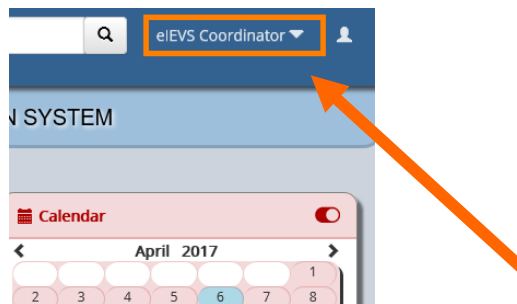 eIEVS Coordinator
SYSTEM
Calendar
April 2017
1
2 3 4 5 6 7 8